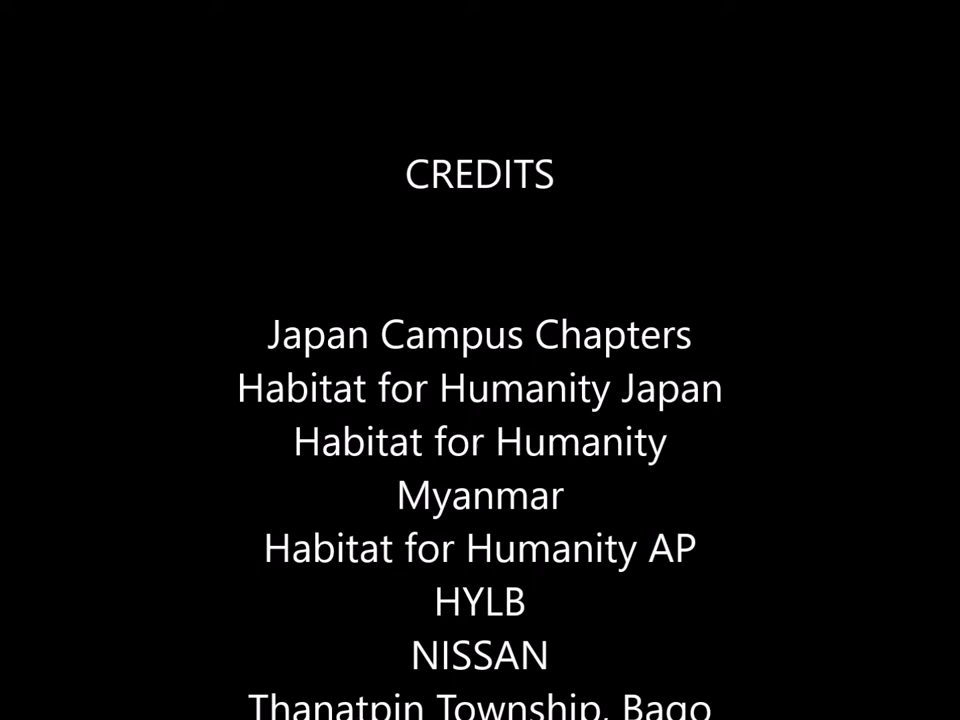 CREDITS
Japan Campus Chapters
Habitat for Humanity Japan
Habitat for Humanity
Myanmar
Habitat for Humanity AP
HYLB
NISSAN
Thanatpin Township, Bago